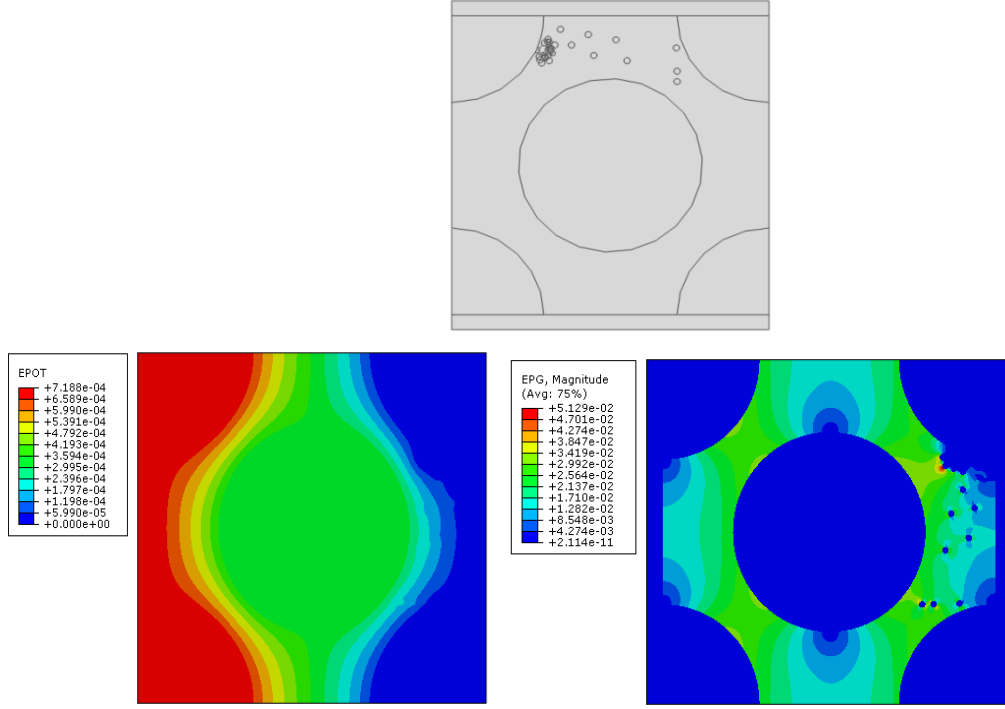 EPOT
+7.188e-04
+6.589e-04
+5.990e-04
+5.391e-04
+4.792e-04
+4.193e-04
+3.594e-04
+2.995e-04
+2.396e-04
+1.797e-04
+1.198e-04
+5.990e-05
+0.000e+00
EPG, Magnitude
(Avg: 75%)
+5.129e-02
+4.701e-02
+4.274e-02
+3.847e-02
+3.419e-02
+2.992e-02
+2.564e-02
+2.137e-02
+1.710e-02
+1.282e-02
+8.548e-03
+4.274e-03
+2.114e-11